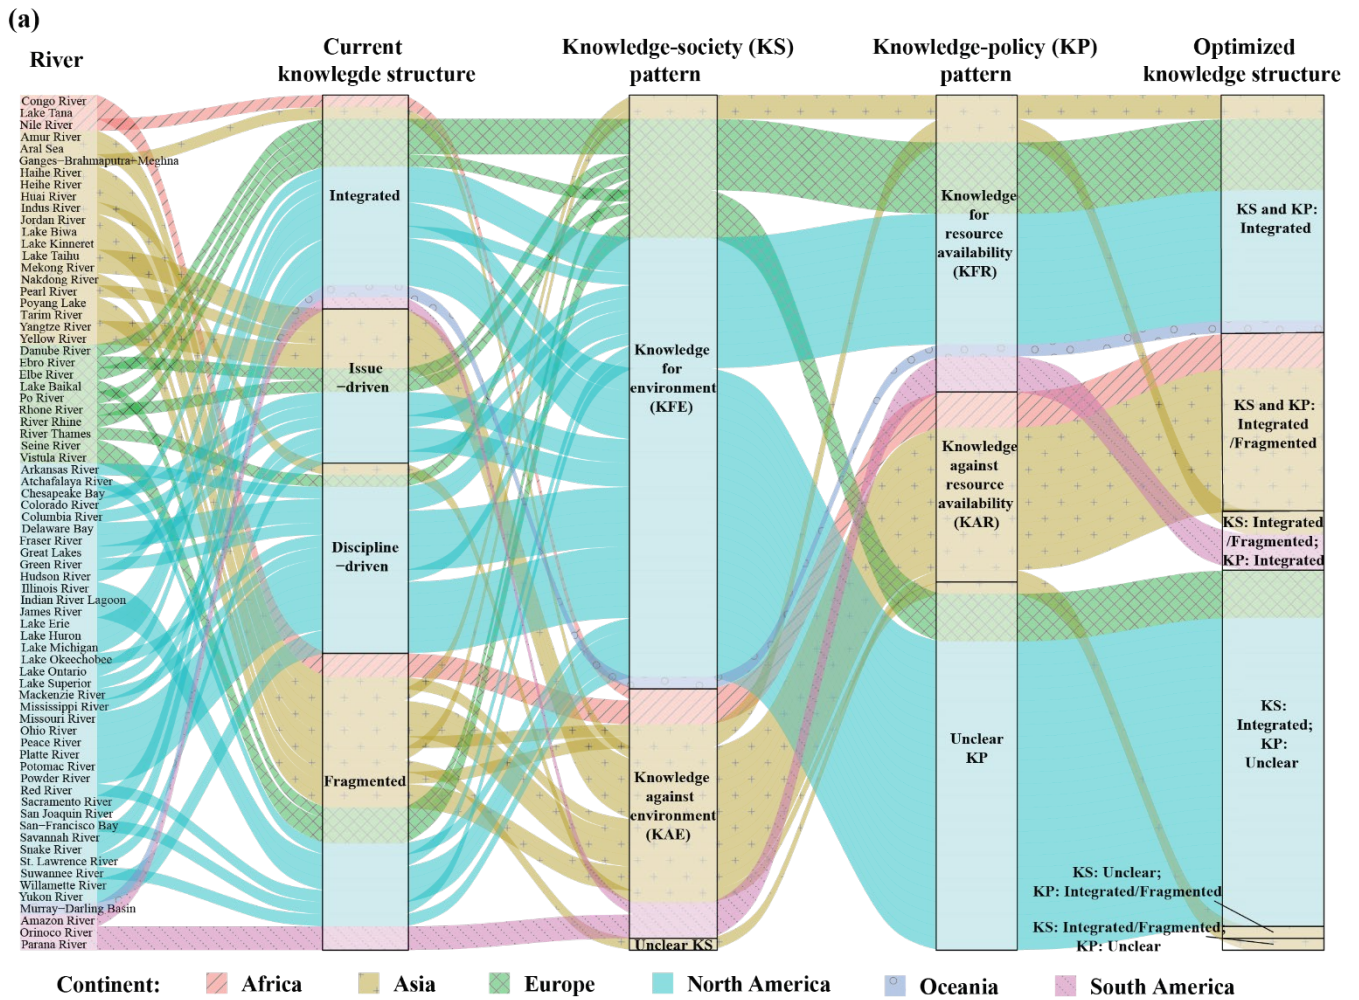 (a)
River
Current
knowlegde structure
Knowledge-society (KS)
pattern
Knowledge-policy (KP)
pattern
Optimized
knowledge structure
Congo River
Lake Tana
Nile River
Amur River
Aral Sea
Ganges−Brahmaputra−Meghna
Haihe River
Heihe River
Huai River
Indus River
Jordan River
Lake Biwa
Lake Kinneret
Lake Taihu
Mekong River
Nakdong River
Pearl River
Poyang Lake
Tarim River
Yangtze River
Yellow River
Danube River
Ebro River
Elbe River
Lake Baikal
Po River
Rhone River
River Rhine
River Thames
Seine River
Vistula River
Arkansas River
Atchafalaya River
Chesapeake Bay
Colorado River
Columbia River
Delaware Bay
Fraser River
Great Lakes
Green River
Hudson River
Illinois River
Indian River Lagoon
James River
Lake Erie
Lake Huron
Lake Michigan
Lake Okeechobee
Lake Ontario
Lake Superior
Mackenzie River
Mississippi River
Missouri River
Ohio River
Peace River
Platte River
Potomac River
Powder River
Red River
Sacramento River
San Joaquin River
San−Francisco Bay
Savannah River
Snake River
St. Lawrence River
Suwannee River
Willamette River
Yukon River
Murray−Darling Basin
Amazon River
Orinoco River
Parana River
Integrated
Issue
−driven
Discipline
−driven
Fragmented
Knowledge
for
environment
(KFE)
Knowledge
against
environment
(KAE)
Unclear KS
Knowledge
for
resource
availability
(KFR)
Knowledge
against
resource
availability
(KAR)
Unclear
KP
KS and KP:
Integrated
KS and KP:
Integrated
/Fragmented
KS: Integrated
/Fragmented;
KP: Integrated
KS:
Integrated;
KP:
Unclear
KS: Unclear;
KP: Integrated/Fragmented
KS: Integrated/Fragmented;
KP: Unclear
Continent:
Africa
Asia
Europe
North America
Oceania
South America